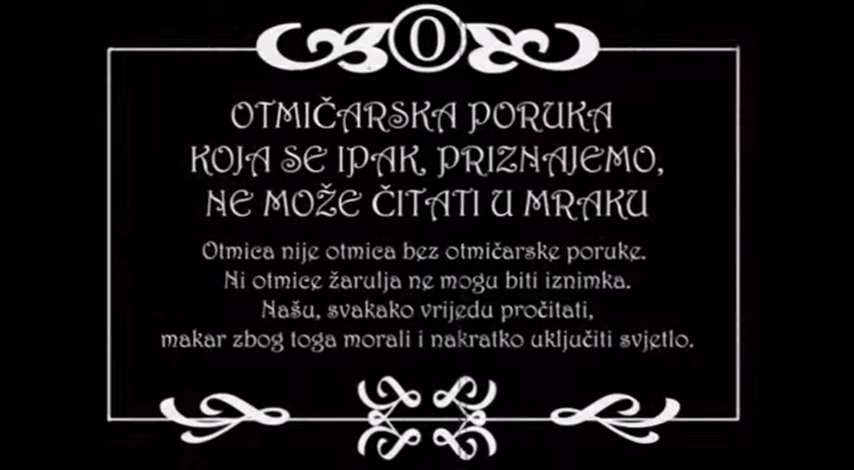 O
OTMIČARSKA PORUKA
KOJA SE IPAK, PRIZNAJEMO,
NE MOŽE ČITATI U MRAKU
Otmica nije otmica bez otmičarske poruke.
Ni otmice žarulja ne mogu biti iznimka.
Našu, svakako vrijedu pročitati,
makar zbog toga morali i nakratko uključiti svjetlo.